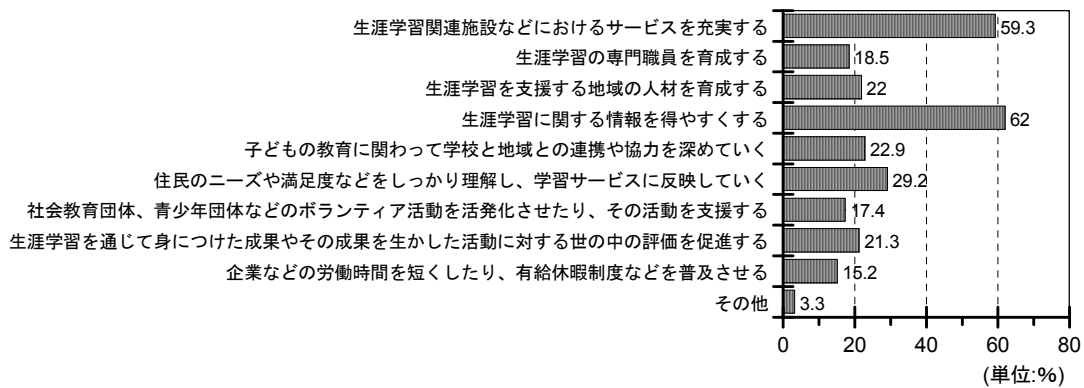 生涯学習関連施設などにおけるサービスを充実する 59.3
生涯学習の専門職員を育成する 18.5
生涯学習を支援する地域の人材を育成する 22
生涯学習に関する情報を得やすくする 62
子どもの教育に関わって学校と地域との連携や協力を深めていく 22.9
住民のニーズや満足度などをしっかり理解し、学習サービスに反映していく 29.2
社会教育団体、青少年団体などのボランティア活動を活発化させたり、その活動を支援する 17.4
生涯学習を通じて身につけた成果やその成果を生かした活動に対する世の中の評価を促進する 21.3
企業などの労働時間を短くしたり、有給休暇制度などを普及させる 15.2
その他 3.3
0 20 40 60 80
(単位:%)